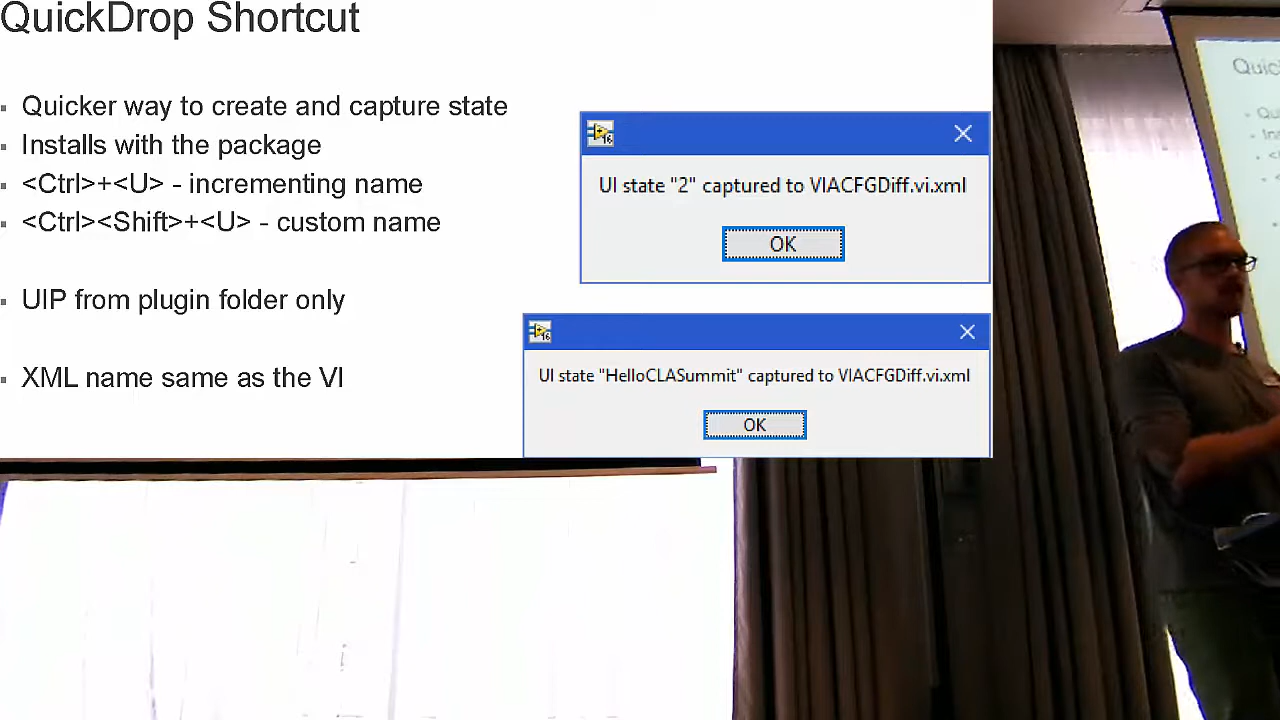 QuickDrop Shortcut
▪ Quicker way to create and capture state
▪ Installs with the package
▪ <Ctrl>+<U> - incrementing name
▪ <Ctrl><Shift>+<U> - custom name
▪ UIP from plugin folder only
▪ XML name same as the VI
UI state "2" captured to VIACFGDiff.vi.xml
OK
UI state "HelloCLASummit" captured to VIACFGDiff.vi.xml
OK
Quic